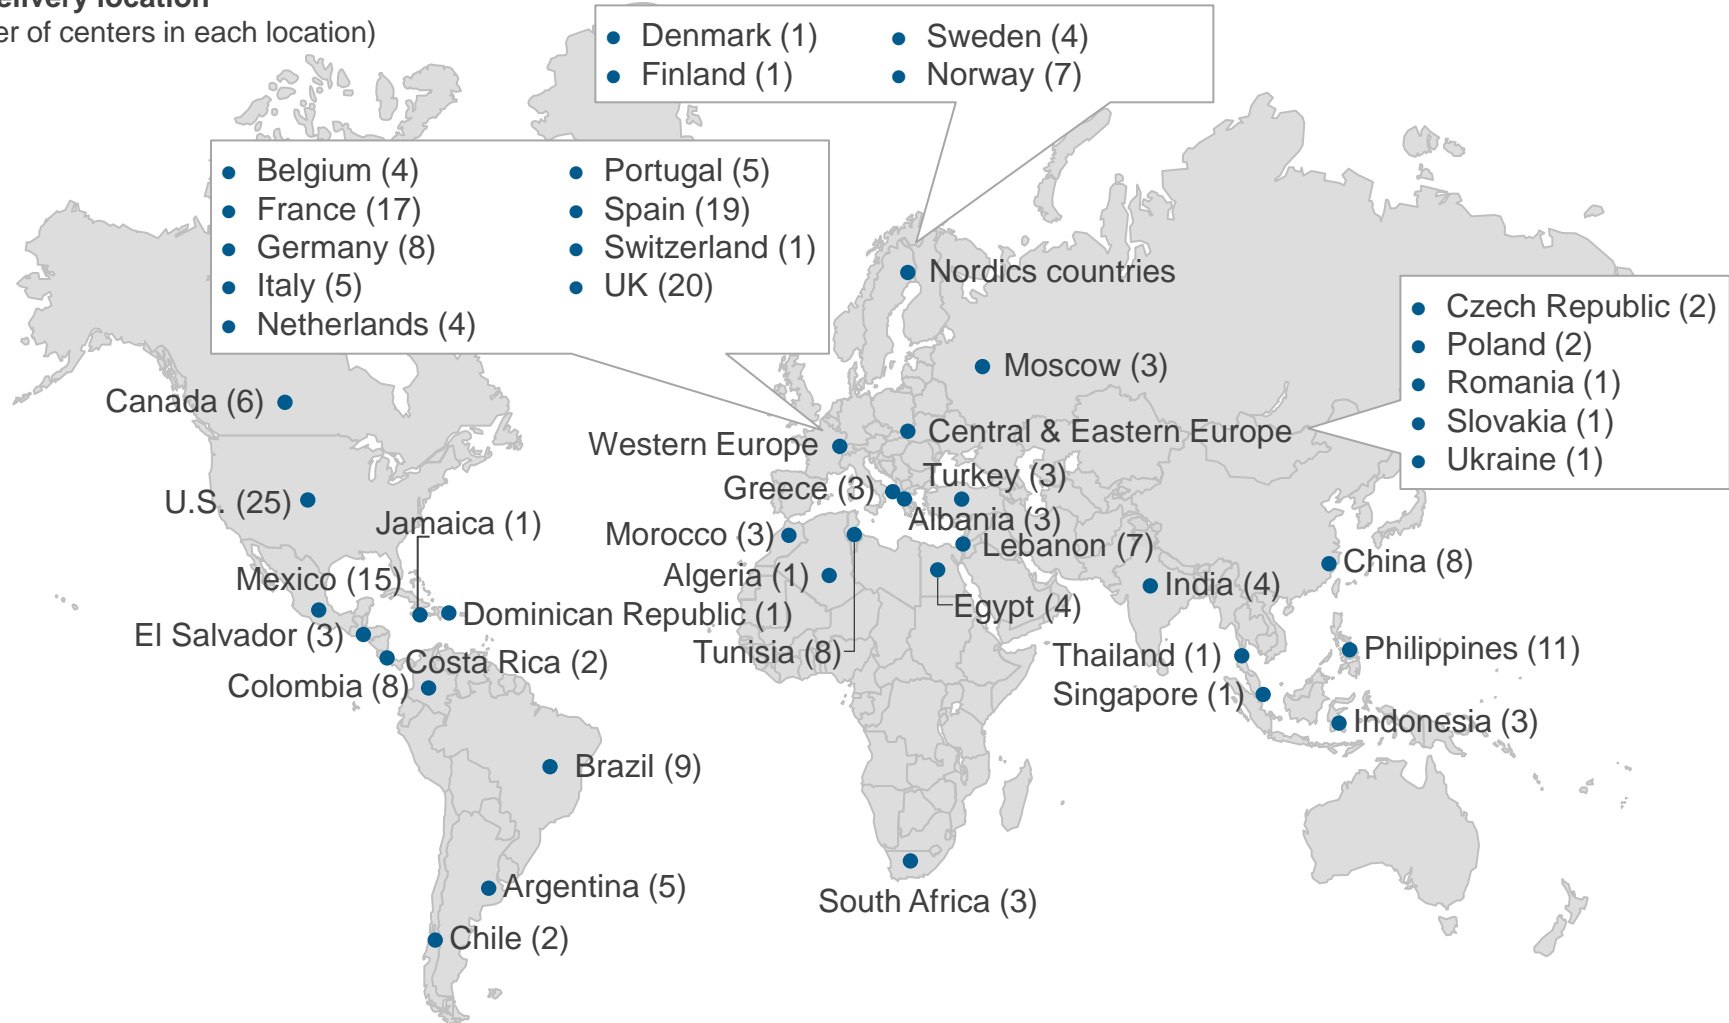 elivery location
er of centers in each location)
Denmark (1)
Sweden (4)
Finland (1)
Norway (7)
Belgium (4)
France (17)
Germany (8)
Italy (5)
Netherlands (4)
Portugal (5)
Spain (19)
Switzerland (1)
UK (20)
Nordics countries
Czech Republic (2)
Poland (2)
Romania (1)
Slovakia (1)
Ukraine (1)
Moscow (3)
Canada (6)
Western Europe
Central & Eastern Europe
U.S. (25)
Greece (3)
Turkey (3)
Albania (3)
Jamaica (1)
Morocco (3)
Lebanon (7)
China (8)
Mexico (15)
Algeria (1)
India (4)
Dominican Republic (1)
Egypt (4)
El Salvador (3)
Tunisia (8)
Costa Rica (2)
Thailand (1)
Philippines (11)
Colombia (8)
Singapore (1)
Indonesia (3)
Brazil (9)
Argentina (5)
South Africa (3)
Chile (2)